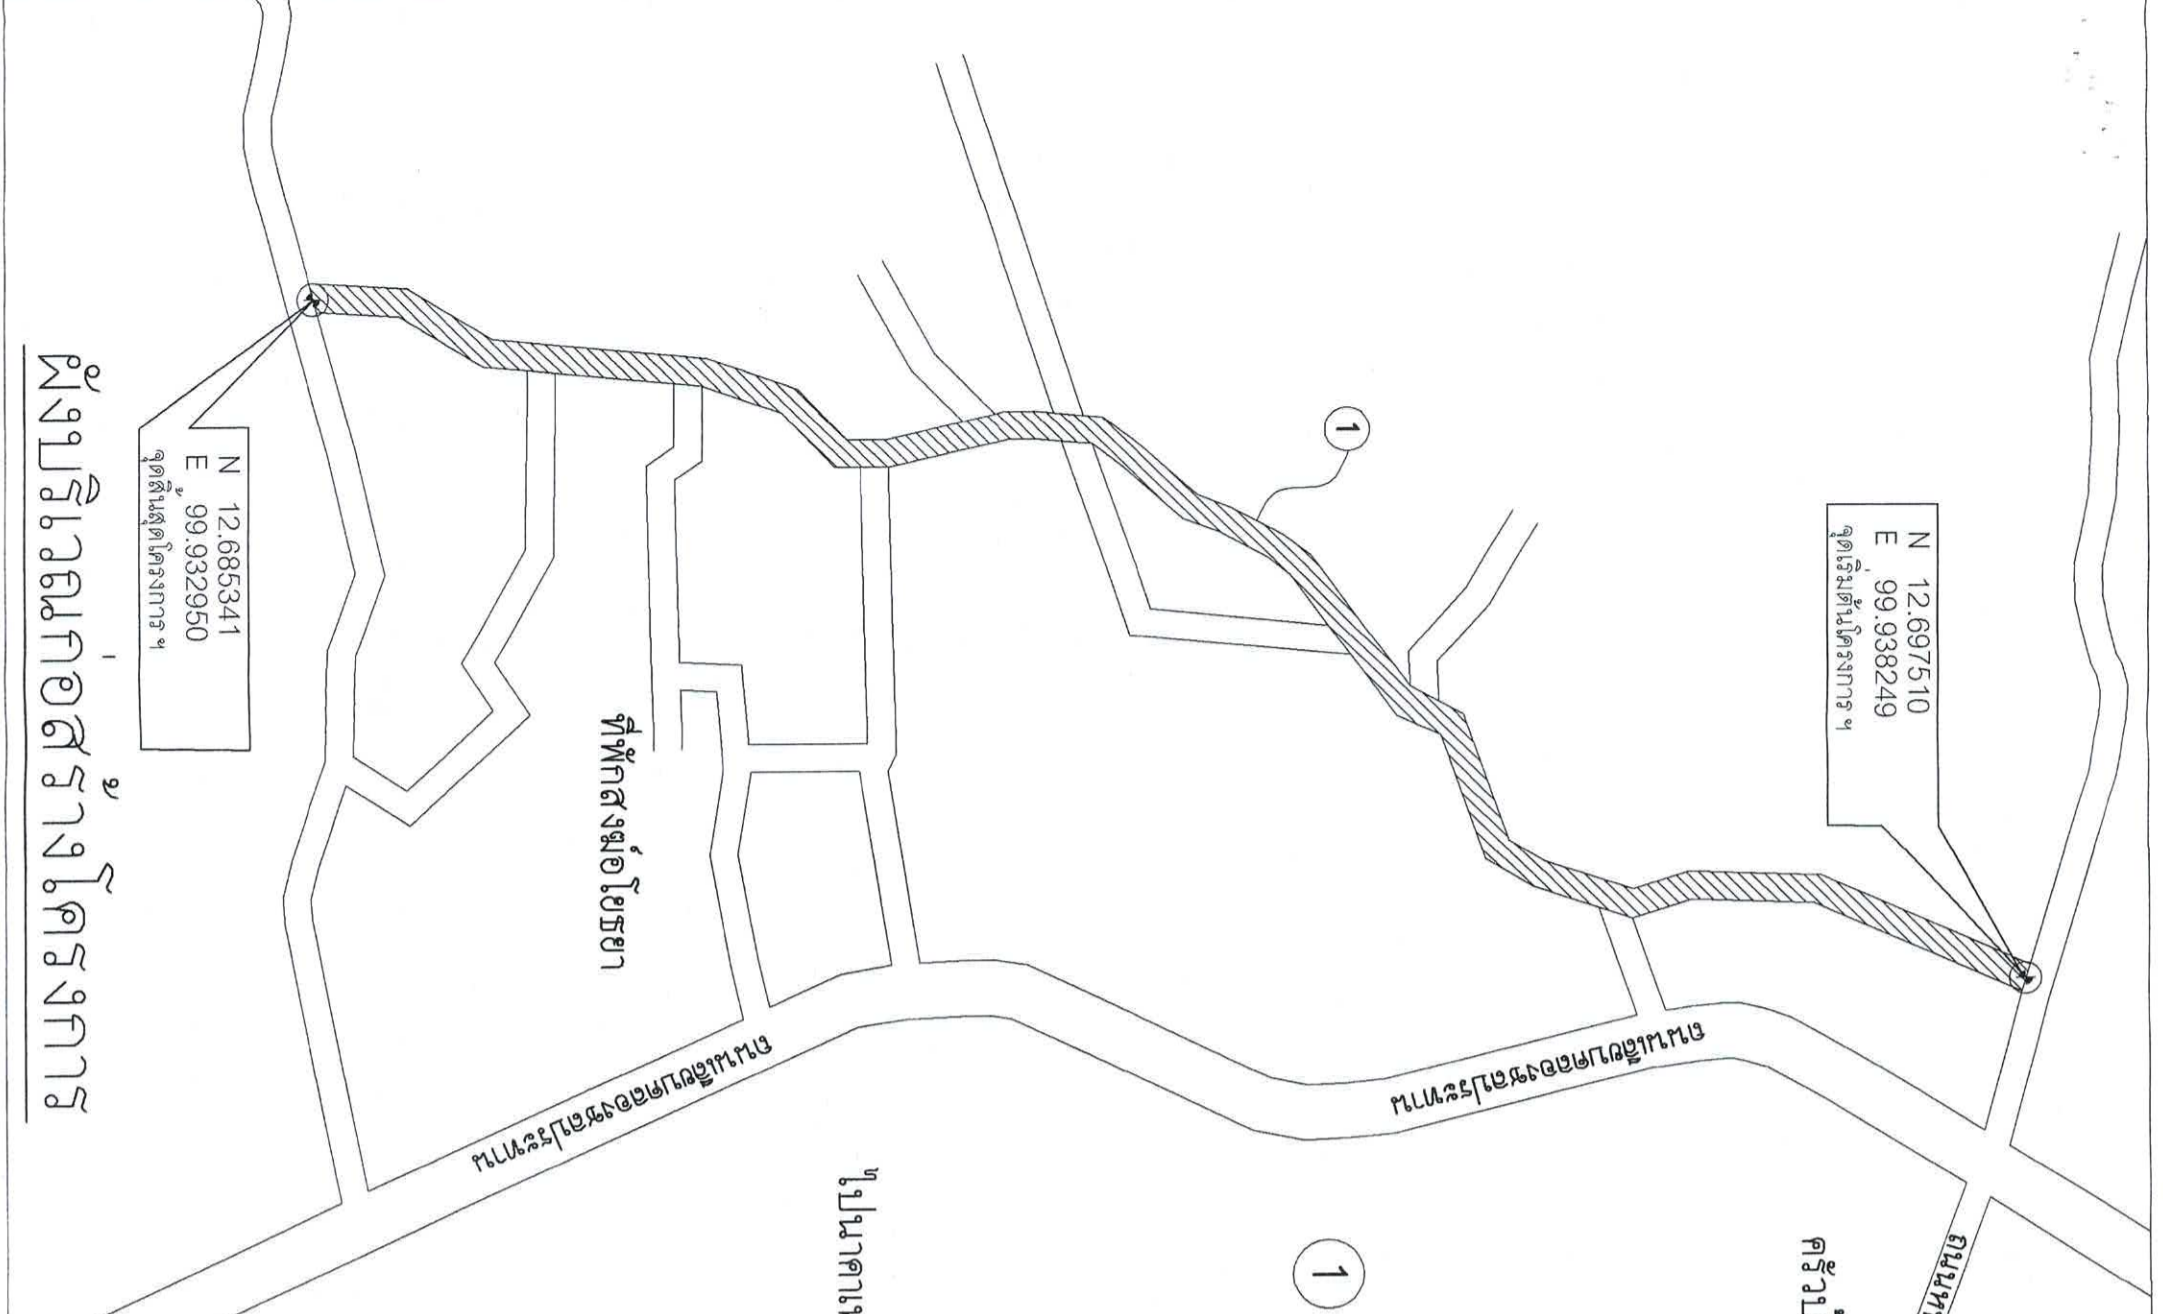 N 12.697510
E 99.938249
จุดเริ่มต้นโครงการฯ
1
ที่พักสงฆ์อโยธยา
N 12.685341
E 99.932950
จุดสิ้นสุดโครงการฯ
ผังบริเวณก่อสร้างโครงการ
ถนนเลียบคลองชลประทาน
ถนนเลียบคลองชลประทาน
1